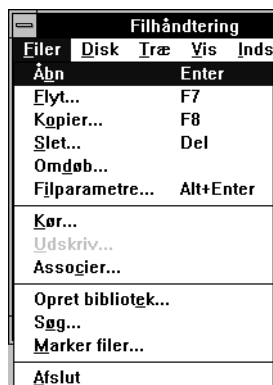 Filhåndtering
Filer Disk Træ Vis Inds
Åbn Enter
Flyt... F7
Kopier... F8
Slet... Del
Omdøb...
Filparametre... Alt+Enter
Kør...
Udskriv...
Associer...
Opret bibliotek...
Søg...
Marker filer...
Afslut